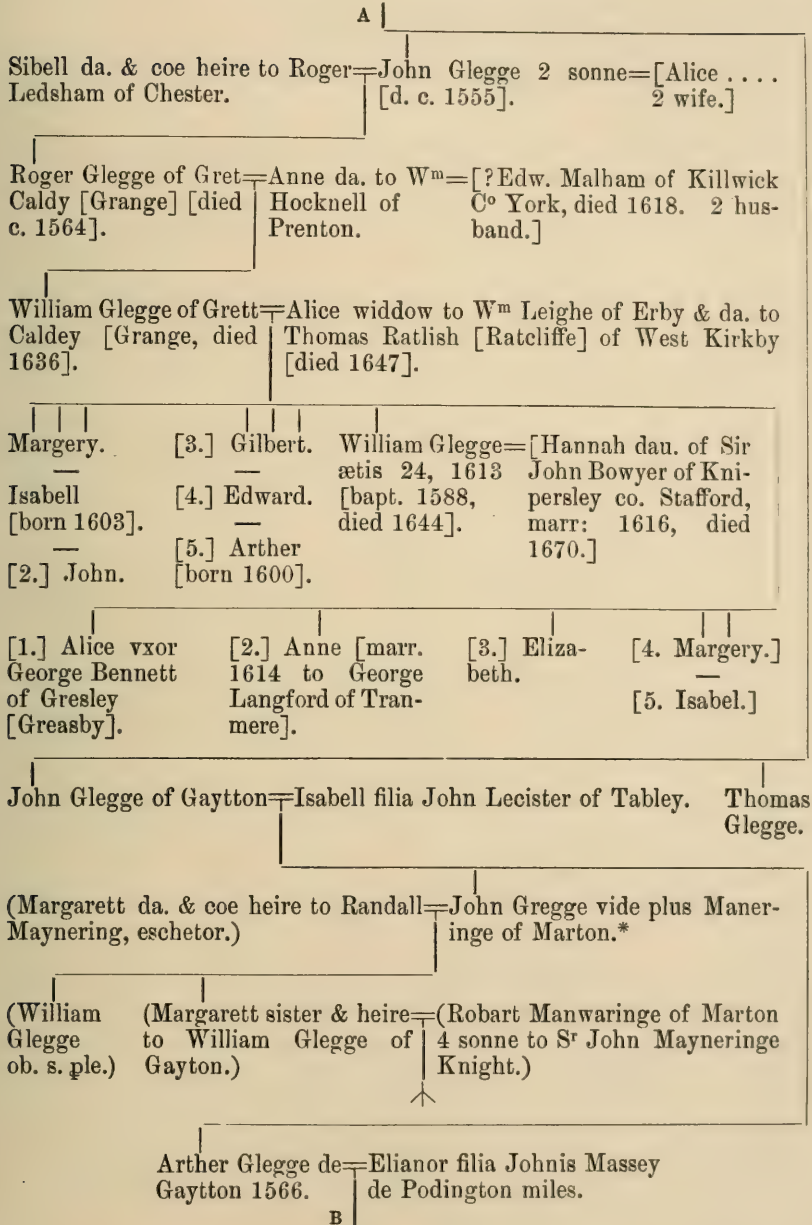 A
Sibell da. & coe heire to Roger=John Glegge 2 sonne=[Alice . . . .
Ledsham of Chester. [d. c. 1555]. 2 wife.]
Roger Glegge of Gret=Anne da. to Wᵐ=[?Edw. Malham of Killwick
Caldy [Grange] [died Hocknell of Cᵒ York, died 1618. 2 hus-
c. 1564]. Prenton. band.]
William Glegge of Grett=Alice widdow to Wᵐ Leighe of Erby & da. to
Caldey [Grange, died Thomas Ratlish [Ratcliffe] of West Kirkby
1636]. [died 1647].
Margery. [3.] Gilbert. William Glegge=[Hannah dau. of Sir
— — ætis 24, 1613 John Bowyer of Kni-
Isabell [4.] Edward. [bapt. 1588, persley co. Stafford,
[born 1603]. — died 1644]. marr: 1616, died
— [5.] Arther 1670.]
[2.] John. [born 1600].
[1.] Alice vxor [2.] Anne [marr. [3.] Eliza- [4. Margery.]
George Bennett 1614 to George beth. —
of Gresley Langford of Tran- [5. Isabel.]
[Greasby]. mere].
John Glegge of Gaytton=Isabell filia John Lecister of Tabley. Thomas
Glegge.
(Margarett da. & coe heire to Randall=John Gregge vide plus Maner-
Maynering, eschetor.) inge of Marton.*
(William (Margarett sister & heire=(Robart Manwaringe of Marton
Glegge to William Glegge of 4 sonne to Sʳ John Mayneringe
ob. s. ꝑle.) Gayton.) Knight.)
Arther Glegge de=Elianor filia Johnis Massey
Gaytton 1566. de Podington miles.
B